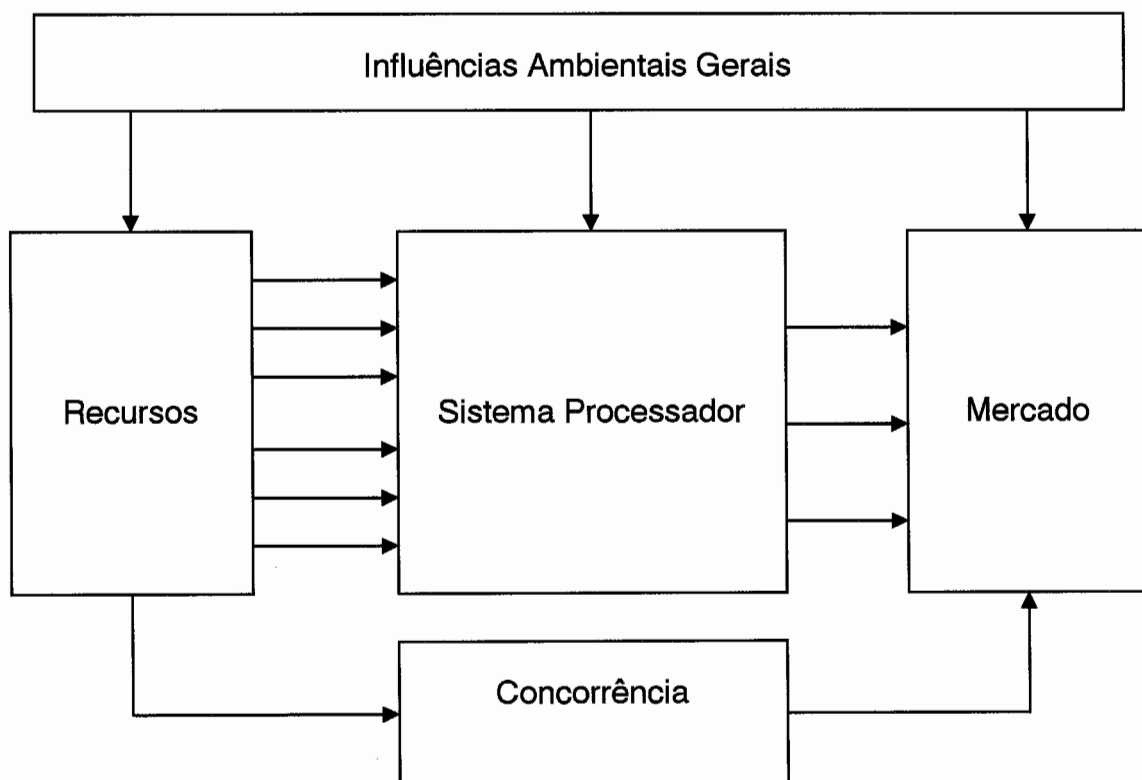 Influências Ambientais Gerais
Recursos
Sistema Processador
Mercado
Concorrência